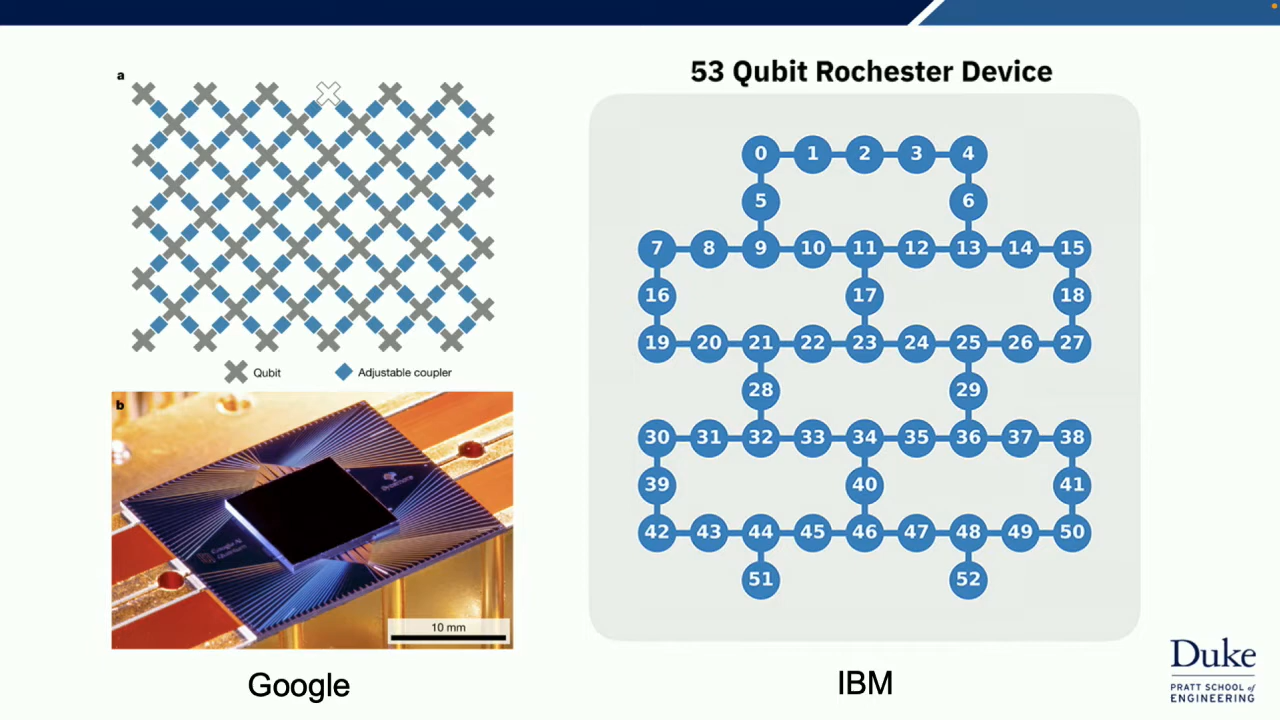 a
Qubit
Adjustable coupler
b
10 mm
Google
53 Qubit Rochester Device
0 1 2 3 4
5 6
7 8 9 10 11 12 13 14 15
16 17 18
19 20 21 22 23 24 25 26 27
28 29
30 31 32 33 34 35 36 37 38
39 40 41
42 43 44 45 46 47 48 49 50
51 52
IBM
Duke
PRATT SCHOOL of
ENGINEERING